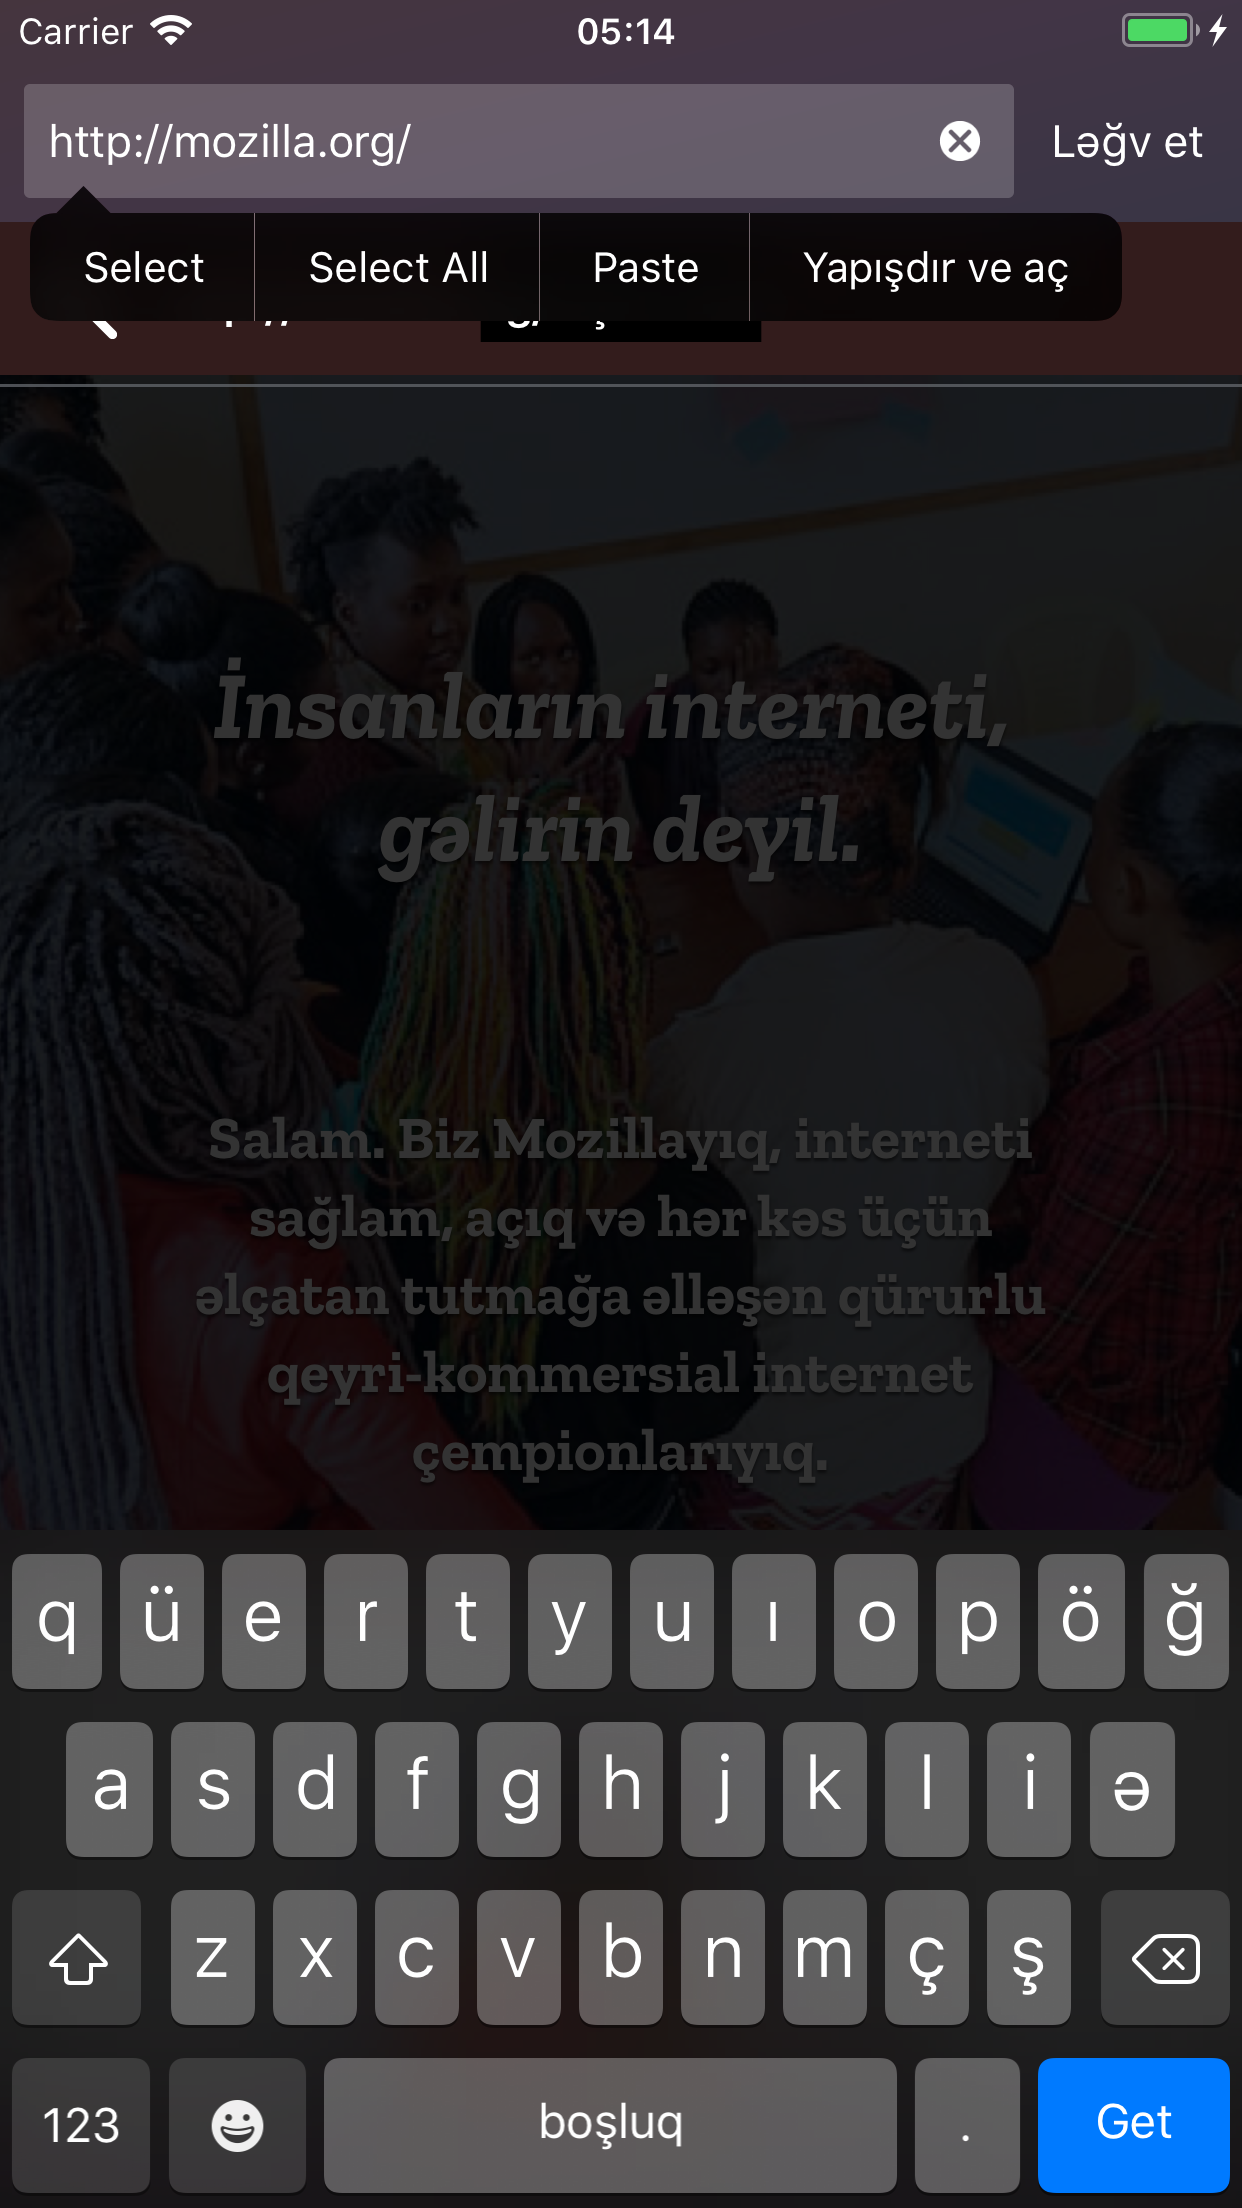 Carrier 05:14
http://mozilla.org/ Ləğv et
Select Select All Paste Yapışdır ve aç
İnsanların interneti,
gəlirin deyil.
Salam. Biz Mozillayıq, interneti
sağlam, açıq və hər kəs üçün
əlçatan tutmağa əlləşən qürurlu
qeyri-kommersial internet
çempionlarıyıq.
q ü e r t y u ı o p ö ğ
a s d f g h j k l i ə
z x c v b n m ç ş
123 boşluq . Get